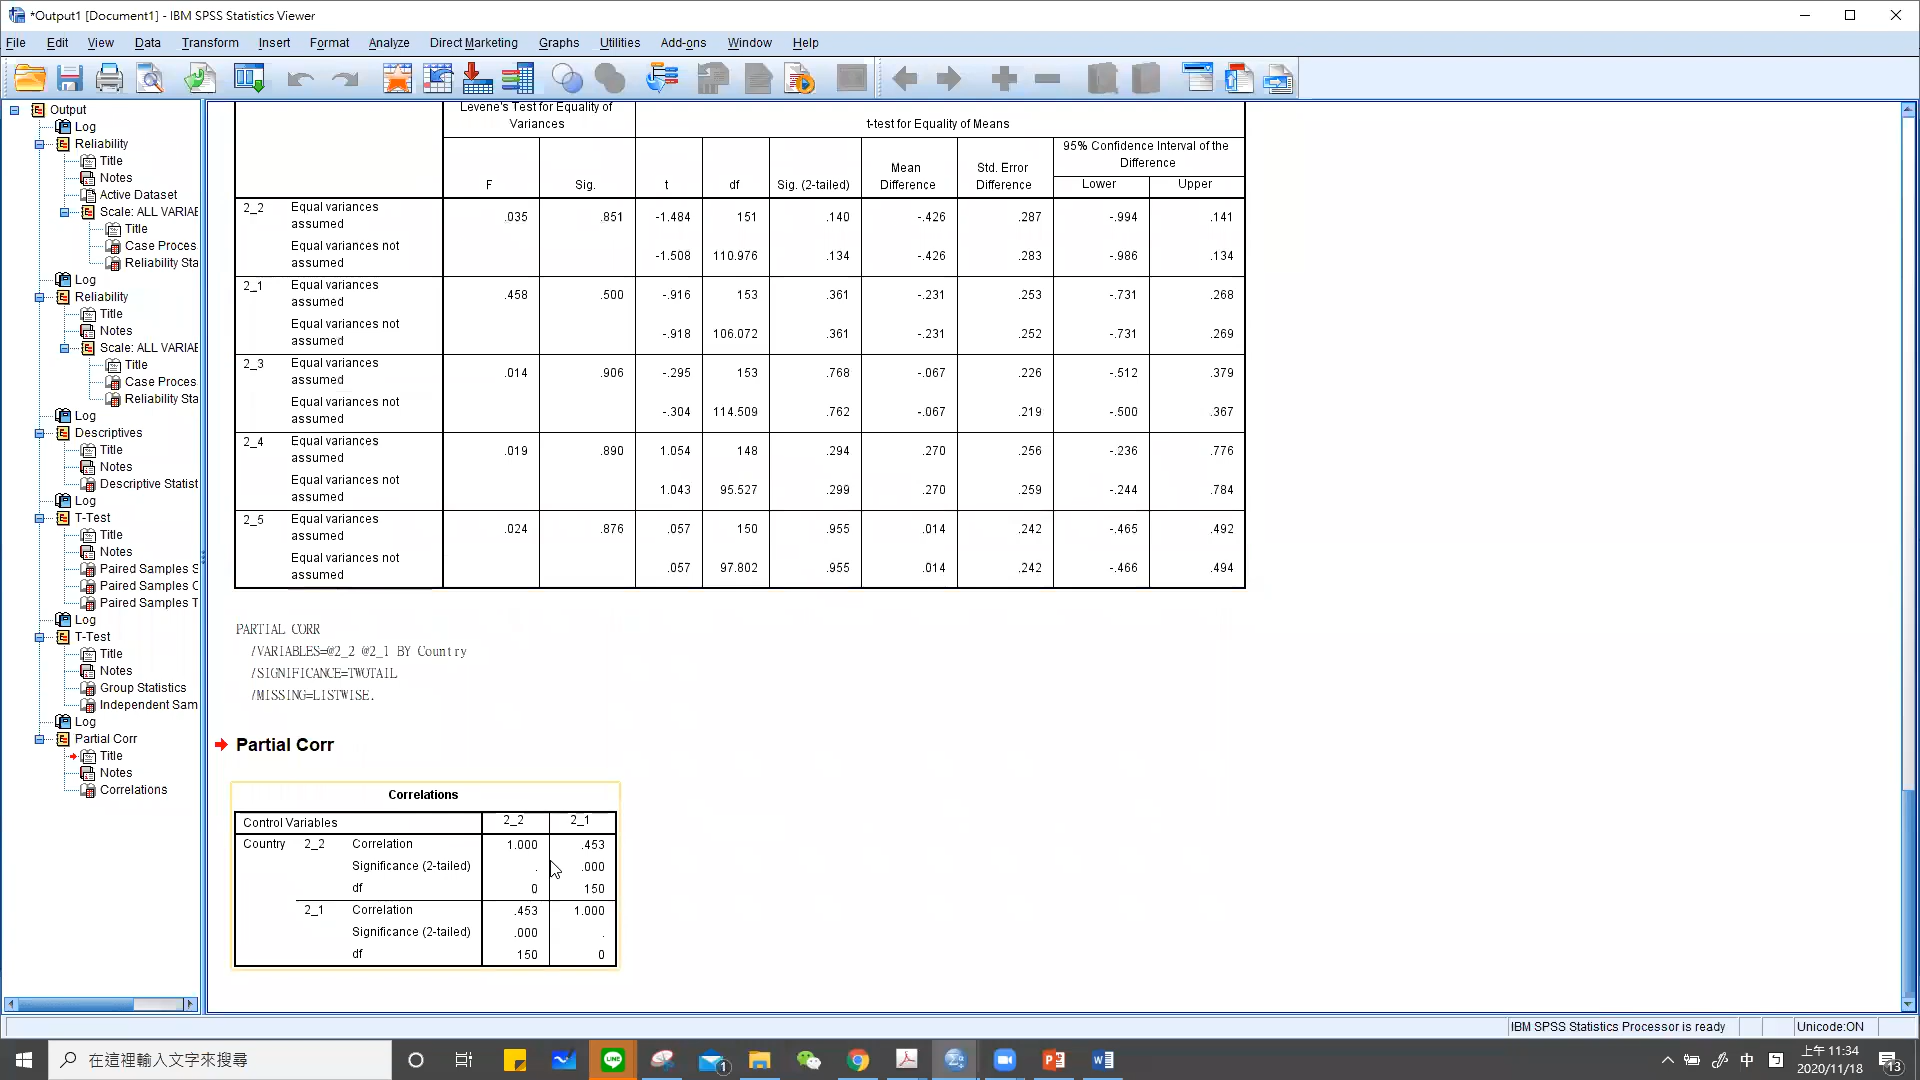 *Output1 [Document1] - IBM SPSS Statistics Viewer
File Edit View Data Transform Insert Format Analyze Direct Marketing Graphs Utilities Add-ons Window Help
Output
Log
Reliability
Title
Notes
Active Dataset
Scale: ALL VARIAE
Title
Case Proces
Reliability Sta
Log
Reliability
Title
Notes
Scale: ALL VARIAE
Title
Case Proces
Reliability Sta
Log
Descriptives
Title
Notes
Descriptive Statist
Log
T-Test
Title
Notes
Paired Samples S
Paired Samples C
Paired Samples T
Log
T-Test
Title
Notes
Group Statistics
Independent Sam
Log
Partial Corr
Title
Notes
Correlations
Levene's Test for Equality of
Variances
t-test for Equality of Means
95% Confidence Interval of the
Difference
F Sig. t df Sig. (2-tailed) Mean Difference Std. Error Difference Lower Upper
2_2 Equal variances assumed .035 .851 -1.484 151 .140 -.426 .287 -.994 .141
Equal variances not assumed -1.508 110.976 .134 -.426 .283 -.986 .134
2_1 Equal variances assumed .458 .500 -.916 153 .361 -.231 .253 -.731 .268
Equal variances not assumed -.918 106.072 .361 -.231 .252 -.731 .269
2_3 Equal variances assumed .014 .906 -.295 153 .768 -.067 .226 -.512 .379
Equal variances not assumed -.304 114.509 .762 -.067 .219 -.500 .367
2_4 Equal variances assumed .019 .890 1.054 148 .294 .270 .256 -.236 .776
Equal variances not assumed 1.043 95.527 .299 .270 .259 -.244 .784
2_5 Equal variances assumed .024 .876 .057 150 .955 .014 .242 -.465 .492
Equal variances not assumed .057 97.802 .955 .014 .242 -.466 .494
PARTIAL CORR
/VARIABLES=@2_2 @2_1 BY Country
/SIGNIFICANCE=TWOTAIL
/MISSING=LISTWISE.
Partial Corr
Correlations
Control Variables 2_2 2_1
Country 2_2 Correlation 1.000 .453
Significance (2-tailed) . .000
df 0 150
2_1 Correlation .453 1.000
Significance (2-tailed) .000 .
df 150 0
IBM SPSS Statistics Processor is ready Unicode:ON
在這裡輸入文字來搜尋
LINE
1
中
上午 11:34
2020/11/18
13